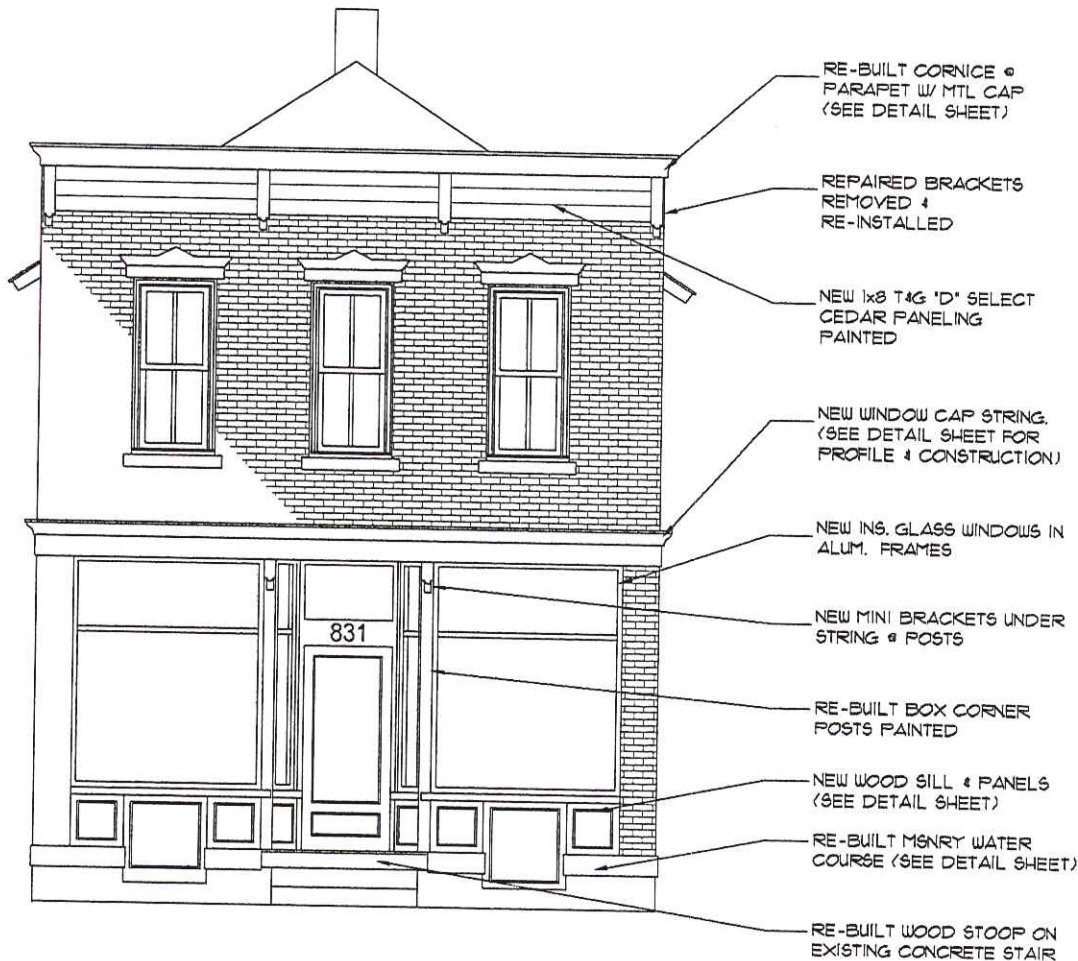 RE-BUILT CORNICE @
PARAPET W/ MTL CAP
(SEE DETAIL SHEET)
REPAIRED BRACKETS
REMOVED &
RE-INSTALLED
NEW 1x8 T&G "D" SELECT
CEDAR PANELING
PAINTED
NEW WINDOW CAP STRING.
(SEE DETAIL SHEET FOR
PROFILE & CONSTRUCTION)
NEW INS. GLASS WINDOWS IN
ALUM. FRAMES
NEW MINI BRACKETS UNDER
STRING @ POSTS
831
RE-BUILT BOX CORNER
POSTS PAINTED
NEW WOOD SILL & PANELS
(SEE DETAIL SHEET)
RE-BUILT MSNRY WATER
COURSE (SEE DETAIL SHEET)
RE-BUILT WOOD STOOP ON
EXISTING CONCRETE STAIR